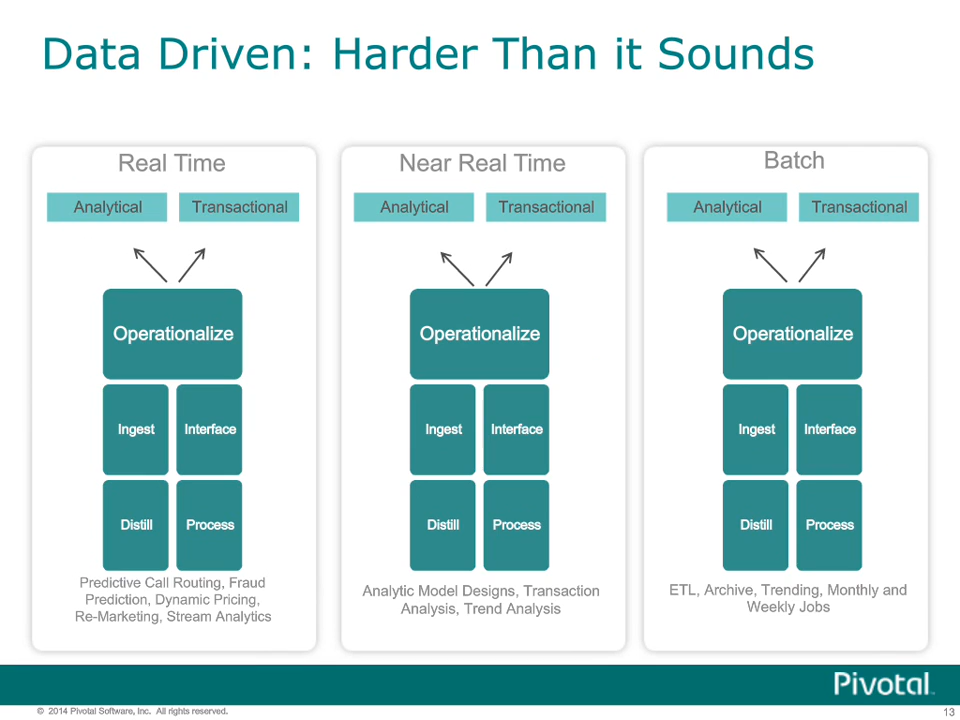 Data Driven: Harder Than it Sounds
Real Time
Analytical
Transactional
Operationalize
Ingest
Interface
Distill
Process
Predictive Call Routing, Fraud
Prediction, Dynamic Pricing,
Re-Marketing, Stream Analytics
Near Real Time
Analytical
Transactional
Operationalize
Ingest
Interface
Distill
Process
Analytic Model Designs, Transaction
Analysis, Trend Analysis
Batch
Analytical
Transactional
Operationalize
Ingest
Interface
Distill
Process
ETL, Archive, Trending, Monthly and
Weekly Jobs
Pivotal
© 2014 Pivotal Software, Inc. All rights reserved.
13